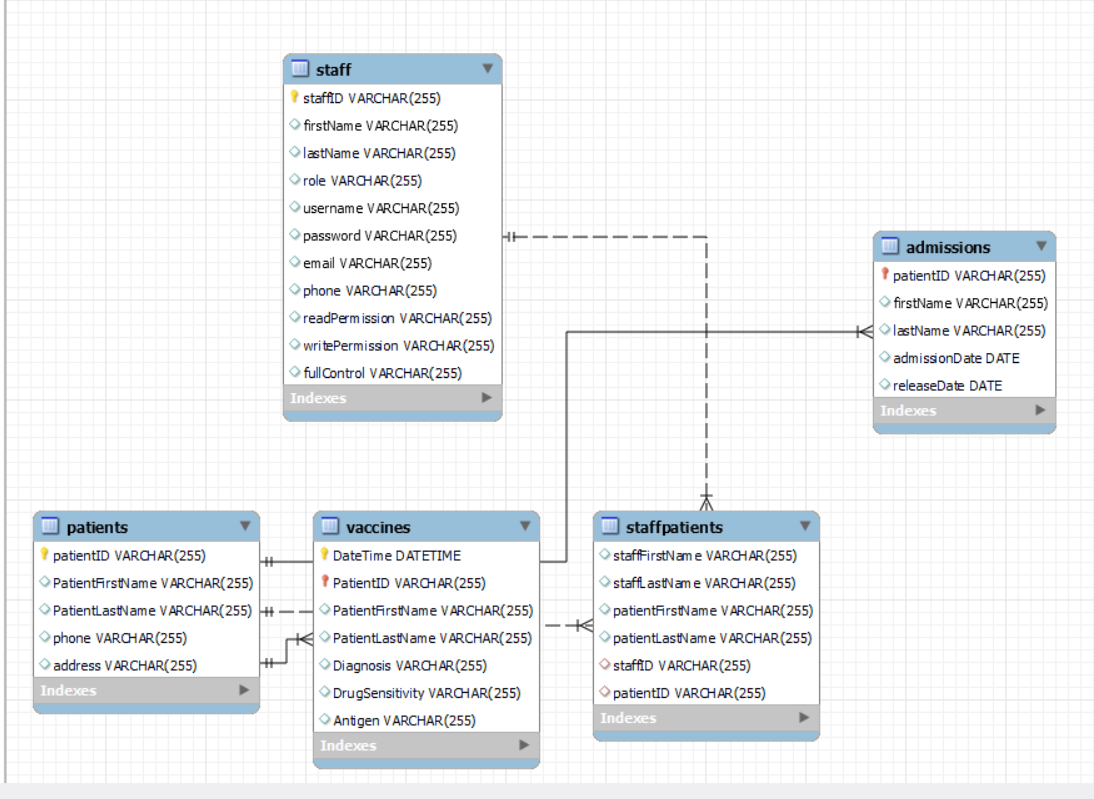 staff
staffID VARCHAR(255)
firstName VARCHAR(255)
lastName VARCHAR(255)
role VARCHAR(255)
username VARCHAR(255)
password VARCHAR(255)
email VARCHAR(255)
phone VARCHAR(255)
readPermission VARCHAR(255)
writePermission VARCHAR(255)
fullControl VARCHAR(255)
Indexes
admissions
patientID VARCHAR(255)
firstName VARCHAR(255)
lastName VARCHAR(255)
admissionDate DATE
releaseDate DATE
Indexes
patients
patientID VARCHAR(255)
PatientFirstName VARCHAR(255)
PatientLastName VARCHAR(255)
phone VARCHAR(255)
address VARCHAR(255)
Indexes
vaccines
DateTime DATETIME
PatientID VARCHAR(255)
PatientFirstName VARCHAR(255)
PatientLastName VARCHAR(255)
Diagnosis VARCHAR(255)
DrugSensitivity VARCHAR(255)
Antigen VARCHAR(255)
Indexes
staffpatients
staffFirstName VARCHAR(255)
staffLastName VARCHAR(255)
patientFirstName VARCHAR(255)
patientLastName VARCHAR(255)
staffID VARCHAR(255)
patientID VARCHAR(255)
Indexes